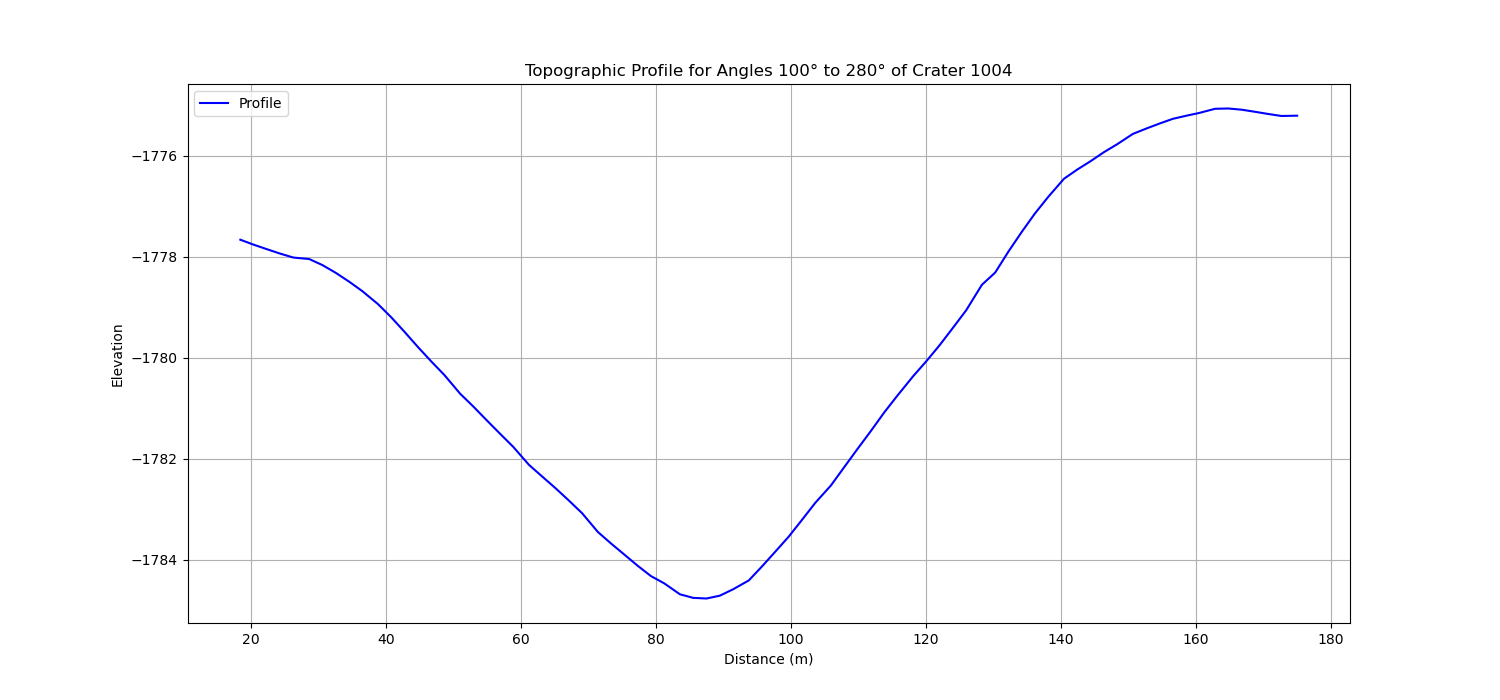 Topographic Profile for Angles 100° to 280° of Crater 1004
Profile
−1776
−1778
−1780
−1782
−1784
Elevation
20 40 60 80 100 120 140 160 180
Distance (m)